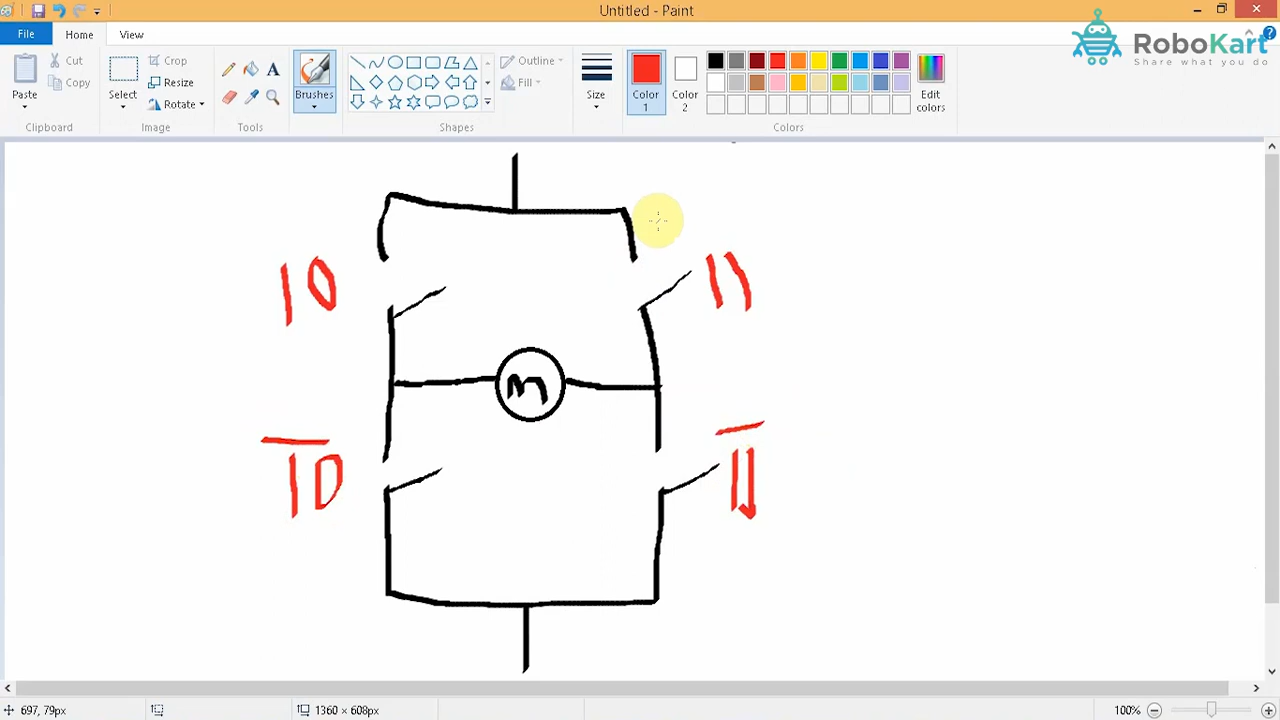 Untitled - Paint
File
Home
View
RoboKart
Share what you do
Paste
Cut
Copy
Clipboard
Select
Crop
Resize
Rotate
Image
A
Tools
Brushes
Shapes
Outline
Fill
Size
Color
1
Color
2
Edit
colors
Colors
10
11
m
10
11
697, 79px
1360 × 608px
100%